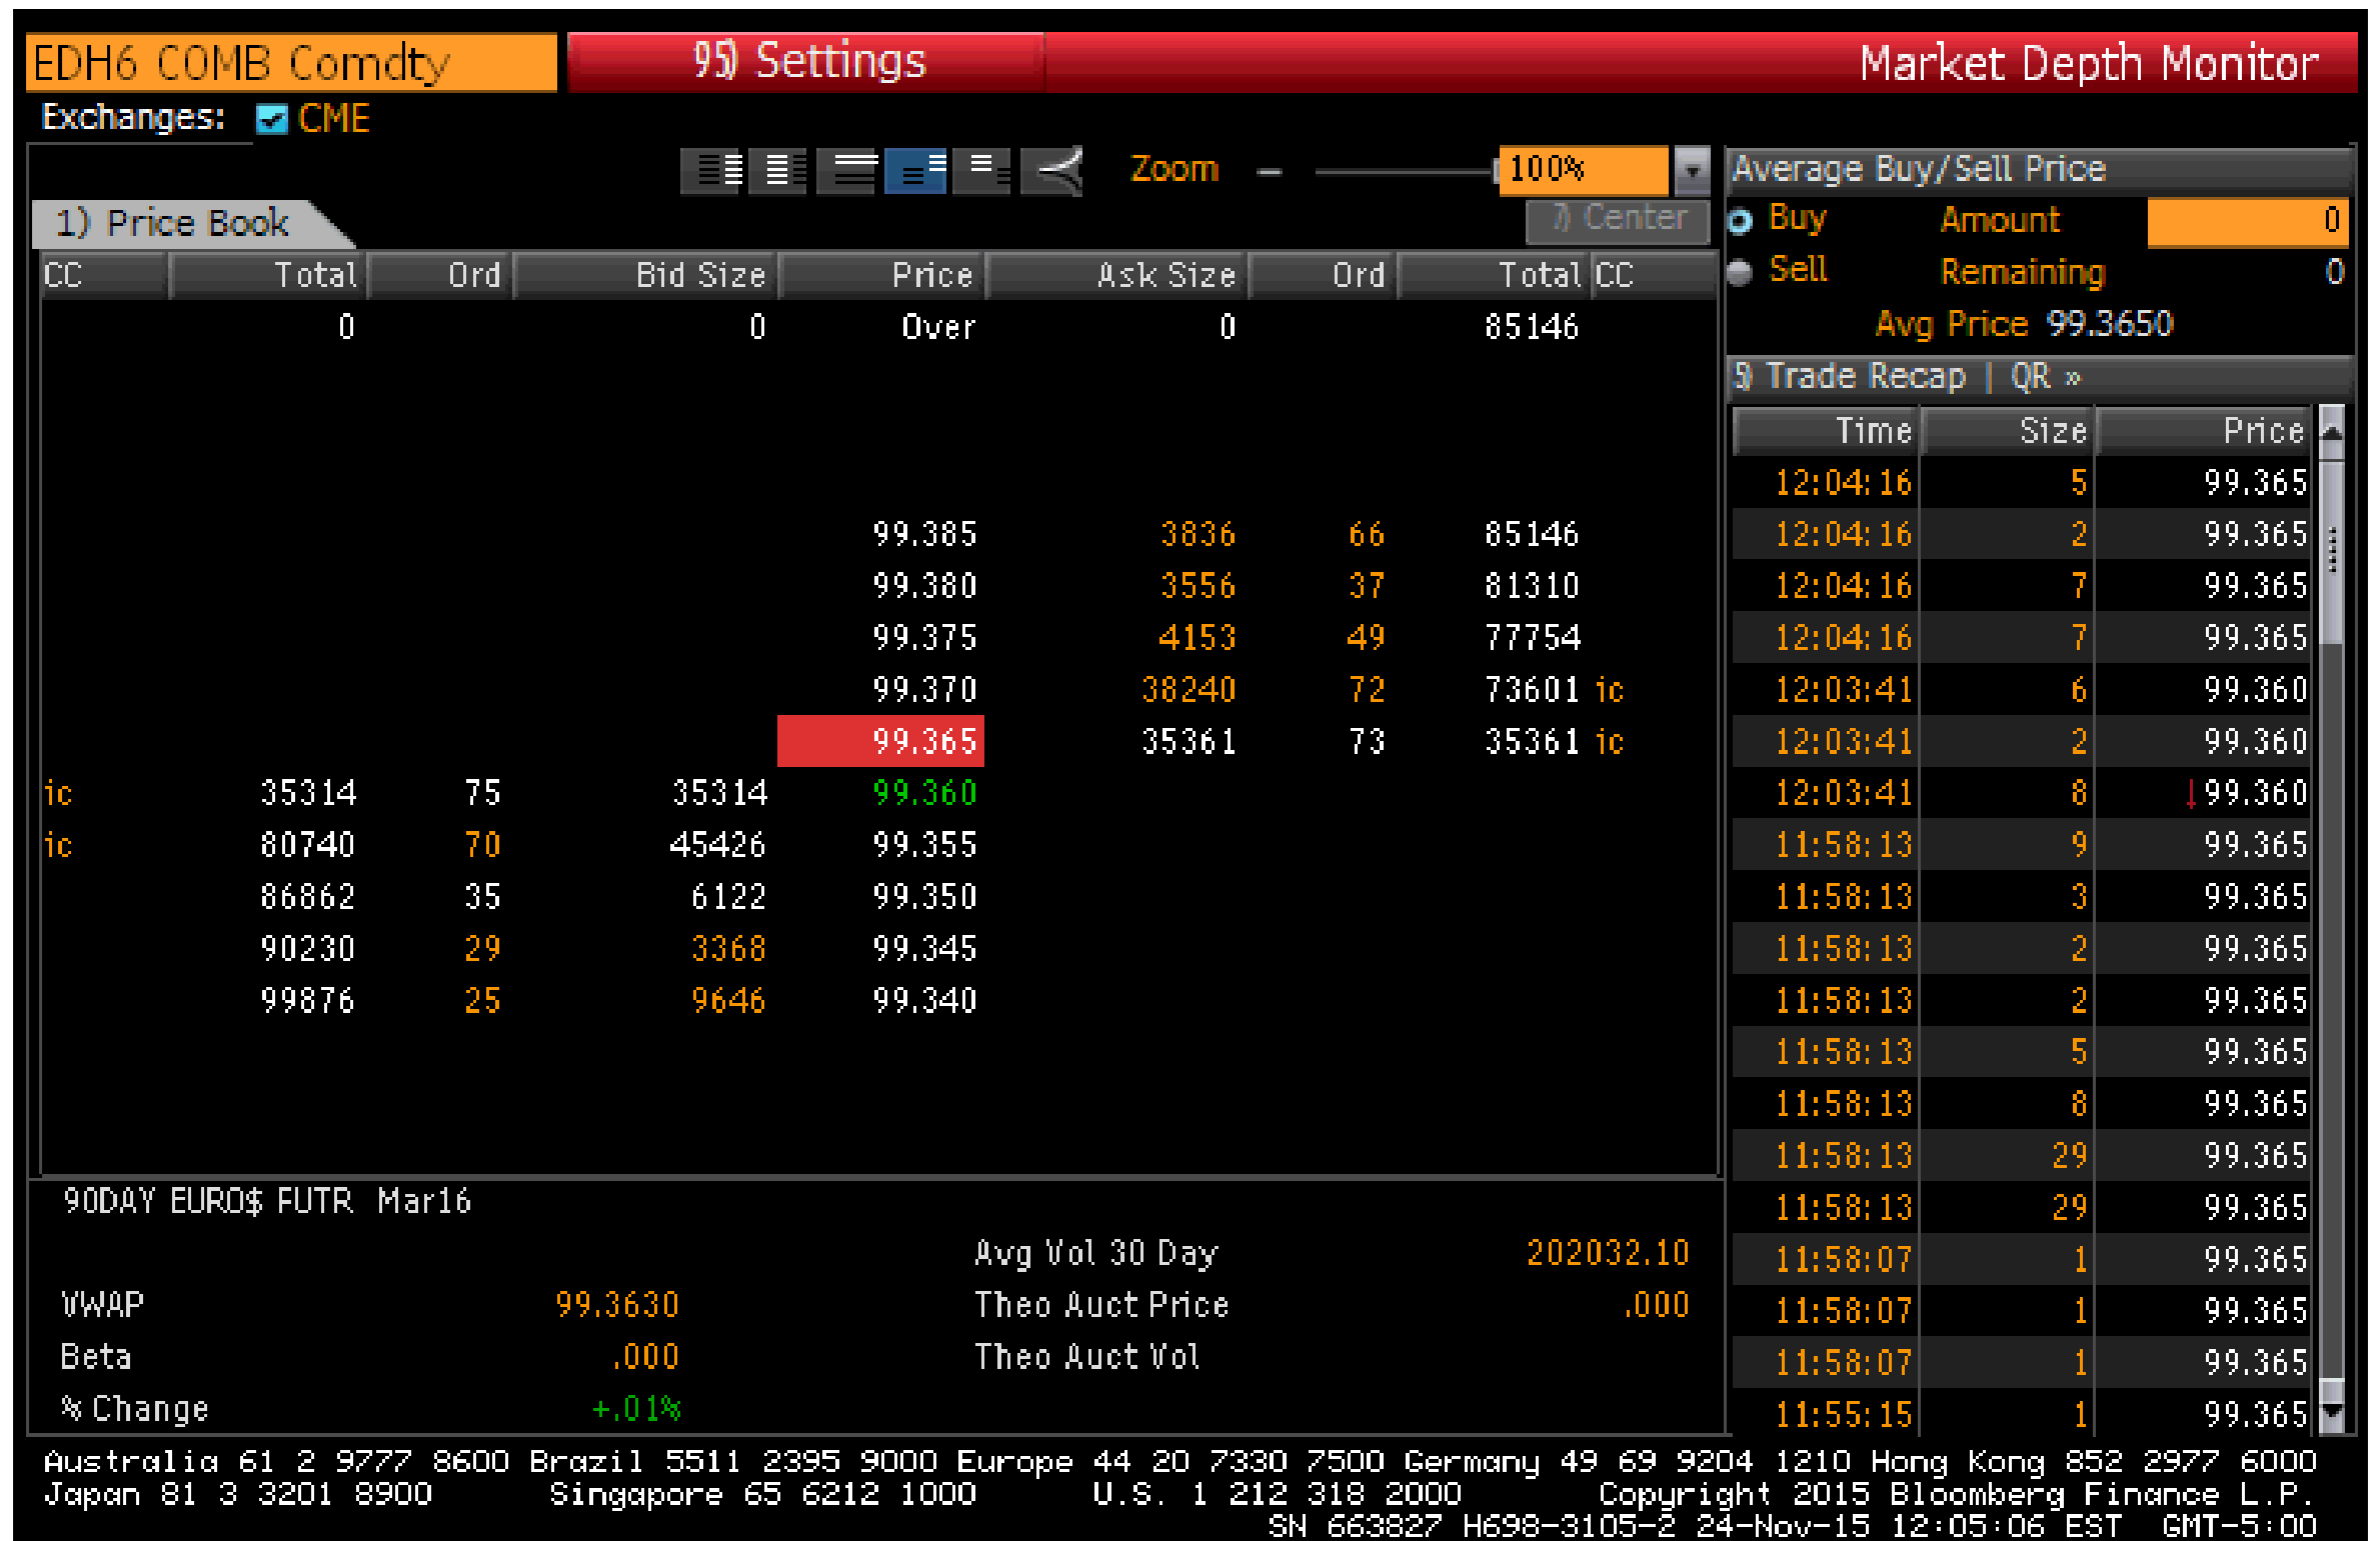 EDH6 COMB Comdty 95) Settings Market Depth Monitor
Exchanges: CME
Zoom 100%
1) Price Book 7) Center
CC Total Ord Bid Size Price Ask Size Ord Total CC
0 0 Over 0 85146
99.385 3836 66 85146
99.380 3556 37 81310
99.375 4153 49 77754
99.370 38240 72 73601 ic
99.365 35361 73 35361 ic
ic 35314 75 35314 99.360
ic 80740 70 45426 99.355
86862 35 6122 99.350
90230 29 3368 99.345
99876 25 9646 99.340
90DAY EURO$ FUTR Mar16
Avg Vol 30 Day 202032.10
VWAP 99.3630 Theo Auct Price .000
Beta .000 Theo Auct Vol
% Change +.01%
Average Buy/Sell Price
Buy Amount 0
Sell Remaining 0
Avg Price 99.3650
9) Trade Recap | QR »
Time Size Price
12:04:16 5 99.365
12:04:16 2 99.365
12:04:16 7 99.365
12:04:16 7 99.365
12:03:41 6 99.360
12:03:41 2 99.360
12:03:41 8 ↓99.360
11:58:13 9 99.365
11:58:13 3 99.365
11:58:13 2 99.365
11:58:13 2 99.365
11:58:13 5 99.365
11:58:13 8 99.365
11:58:13 29 99.365
11:58:13 29 99.365
11:58:07 1 99.365
11:58:07 1 99.365
11:58:07 1 99.365
11:55:15 1 99.365
Australia 61 2 9777 8600 Brazil 5511 2395 9000 Europe 44 20 7330 7500 Germany 49 69 9204 1210 Hong Kong 852 2977 6000
Japan 81 3 3201 8900 Singapore 65 6212 1000 U.S. 1 212 318 2000 Copyright 2015 Bloomberg Finance L.P.
SN 663827 H698-3105-2 24-Nov-15 12:05:06 EST GMT-5:00